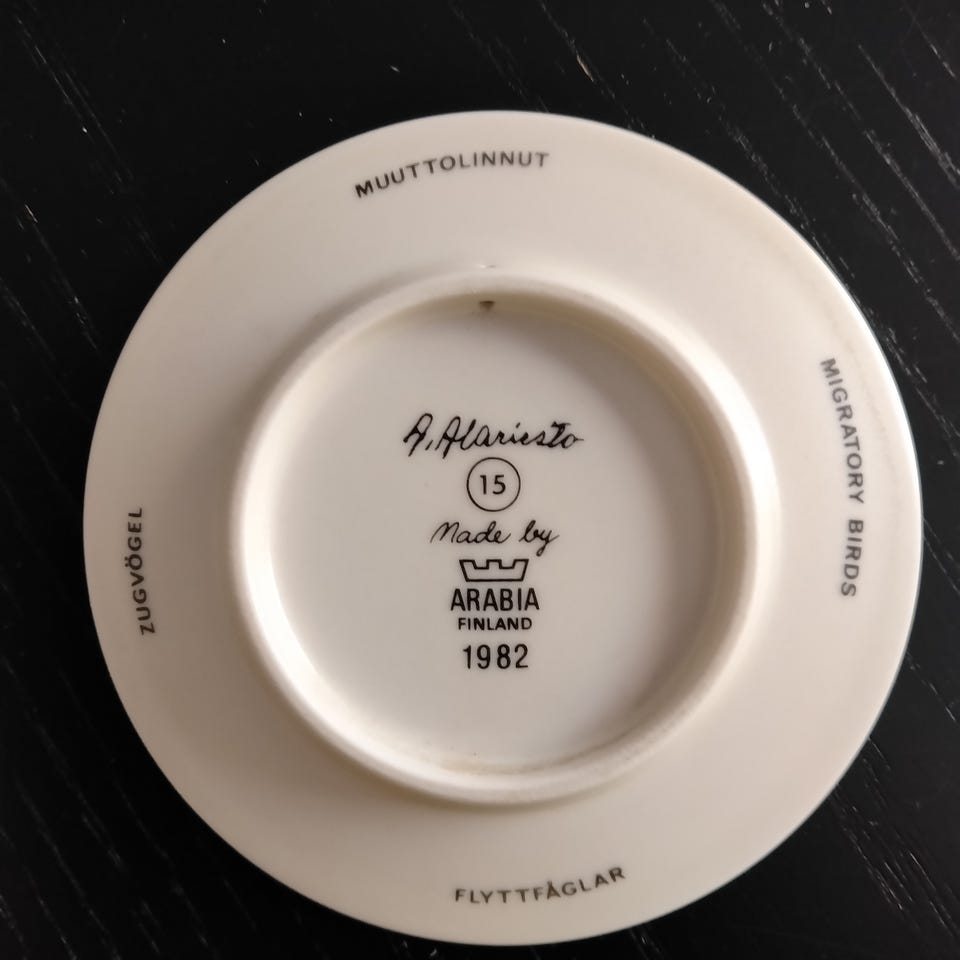 MUUTTOLINNUT
MIGRATORY BIRDS
A. Alariesto
15
Made by
ARABIA
FINLAND
1982
ZUGVÖGEL
FLYTTFÅGLAR